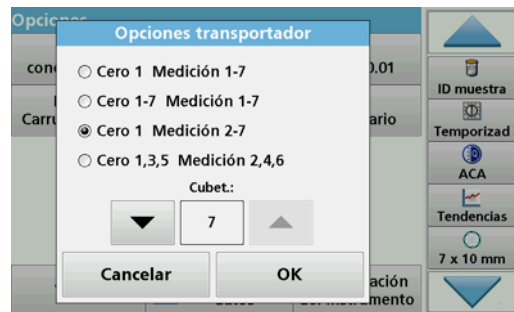 Opciones transportador
Cero 1 Medición 1-7
Cero 1-7 Medición 1-7
Cero 1 Medición 2-7
Cero 1,3,5 Medición 2,4,6
Cubet.:
7
Cancelar
OK
ID muestra
Temporizad
ACA
Tendencias
7 x 10 mm